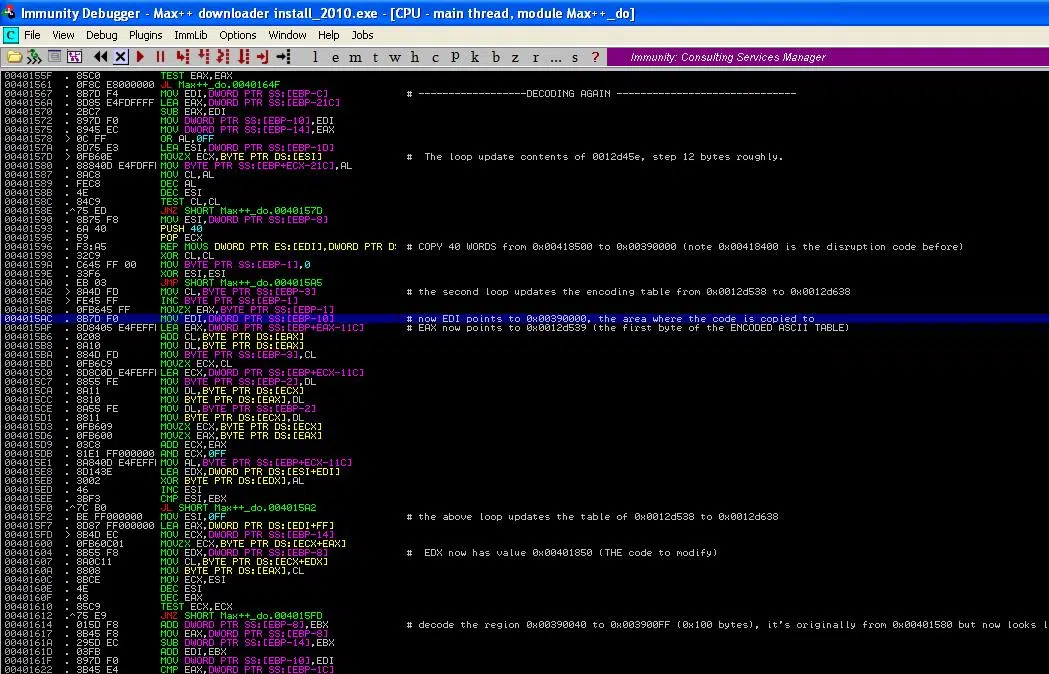 Immunity Debugger - Max++ downloader install_2010.exe - [CPU - main thread, module Max++_do]
C File View Debug Plugins ImmLib Options Window Help Jobs
l e m t w h c P k b z r ... s ? Immunity: Consulting Services Manager
0040155F . 85C0 TEST EAX,EAX
00401561 . 0F8C E8000000 JL Max++_do.0040164F
00401567 . 8B7D F4 MOV EDI,DWORD PTR SS:[EBP-C] # ------------------DECODING AGAIN ------------------------------
0040156A . 8D85 E4FDFFFF LEA EAX,DWORD PTR SS:[EBP-21C]
00401570 . 2BC7 SUB EAX,EDI
00401572 . 897D F0 MOV DWORD PTR SS:[EBP-10],EDI
00401575 . 8945 EC MOV DWORD PTR SS:[EBP-14],EAX
00401578 > 0C FF OR AL,0FF
0040157A . 8D75 E3 LEA ESI,DWORD PTR SS:[EBP-1D]
0040157D > 0FB60E MOVZX ECX,BYTE PTR DS:[ESI] # The loop update contents of 0012d45e, step 12 bytes roughly.
00401580 . 88840D E4FDFFI MOV BYTE PTR SS:[EBP+ECX-21C],AL
00401587 . 8AC8 MOV CL,AL
00401589 . FEC8 DEC AL
0040158B . 4E DEC ESI
0040158C . 84C9 TEST CL,CL
0040158E .^75 ED JNZ SHORT Max++_do.0040157D
00401590 . 8B75 F8 MOV ESI,DWORD PTR SS:[EBP-8]
00401593 . 6A 40 PUSH 40
00401595 . 59 POP ECX
00401596 . F3:A5 REP MOVS DWORD PTR ES:[EDI],DWORD PTR D: # COPY 40 WORDS from 0x00418500 to 0x00390000 (note 0x00418400 is the disruption code before)
00401598 . 32C9 XOR CL,CL
0040159A . C645 FF 00 MOV BYTE PTR SS:[EBP-1],0
0040159E . 33F6 XOR ESI,ESI
004015A0 . EB 03 JMP SHORT Max++_do.004015A5
004015A2 > 8A4D FD MOV CL,BYTE PTR SS:[EBP-3] # the second loop updates the encoding table from 0x0012d538 to 0x0012d638
004015A5 > FE45 FF INC BYTE PTR SS:[EBP-1]
004015A8 . 0FB645 FF MOVZX EAX,BYTE PTR SS:[EBP-1]
004015AC . 8B7D F0 MOV EDI,DWORD PTR SS:[EBP-10] # now EDI points to 0x00390000, the area where the code is copied to
004015AF . 8D8405 E4FEFFI LEA EAX,DWORD PTR SS:[EBP+EAX-11C] # EAX now points to 0x0012d539 (the first byte of the ENCODED ASCII TABLE)
004015B6 . 0208 ADD CL,BYTE PTR DS:[EAX]
004015B8 . 8A10 MOV DL,BYTE PTR DS:[EAX]
004015BA . 884D FD MOV BYTE PTR SS:[EBP-3],CL
004015BD . 0FB6C9 MOVZX ECX,CL
004015C0 . 8D8C0D E4FEFFI LEA ECX,DWORD PTR SS:[EBP+ECX-11C]
004015C7 . 8855 FE MOV BYTE PTR SS:[EBP-2],DL
004015CA . 8A11 MOV DL,BYTE PTR DS:[ECX]
004015CC . 8810 MOV BYTE PTR DS:[EAX],DL
004015CE . 8A55 FE MOV DL,BYTE PTR SS:[EBP-2]
004015D1 . 8811 MOV BYTE PTR DS:[ECX],DL
004015D3 . 0FB609 MOVZX ECX,BYTE PTR DS:[ECX]
004015D6 . 0FB600 MOVZX EAX,BYTE PTR DS:[EAX]
004015D9 . 03C8 ADD ECX,EAX
004015DB . 81E1 FF000000 AND ECX,0FF
004015E1 . 8A840D E4FEFFI MOV AL,BYTE PTR SS:[EBP+ECX-11C]
004015E8 . 8D143E LEA EDX,DWORD PTR DS:[ESI+EDI]
004015EB . 3002 XOR BYTE PTR DS:[EDX],AL
004015ED . 46 INC ESI
004015EE . 3BF3 CMP ESI,EBX
004015F0 .^7C B0 JL SHORT Max++_do.004015A2
004015F2 . BE FF000000 MOV ESI,0FF # the above loop updates the table of 0x0012d538 to 0x0012d638
004015F7 . 8D87 FF000000 LEA EAX,DWORD PTR DS:[EDI+FF]
004015FD > 8B4D EC MOV ECX,DWORD PTR SS:[EBP-14]
00401600 . 0FB60C01 MOVZX ECX,BYTE PTR DS:[ECX+EAX]
00401604 . 8B55 F8 MOV EDX,DWORD PTR SS:[EBP-8] # EDX now has value 0x00401850 (THE code to modify)
00401607 . 8A0C11 MOV CL,BYTE PTR DS:[ECX+EDX]
0040160A . 8808 MOV BYTE PTR DS:[EAX],CL
0040160C . 8BCE MOV ECX,ESI
0040160E . 4E DEC ESI
0040160F . 48 DEC EAX
00401610 . 85C9 TEST ECX,ECX
00401612 .^75 E9 JNZ SHORT Max++_do.004015FD
00401614 . 015D F8 ADD DWORD PTR SS:[EBP-8],EBX # decode the region 0x00390040 to 0x003900FF (0x100 bytes), it's originally from 0x00401580 but now looks l
00401617 . 8B45 F8 MOV EAX,DWORD PTR SS:[EBP-8]
0040161A . 295D EC SUB DWORD PTR SS:[EBP-14],EBX
0040161D . 03FB ADD EDI,EBX
0040161F . 897D F0 MOV DWORD PTR SS:[EBP-10],EDI
00401622 . 3B45 E4 CMP EAX,DWORD PTR SS:[EBP-1C]